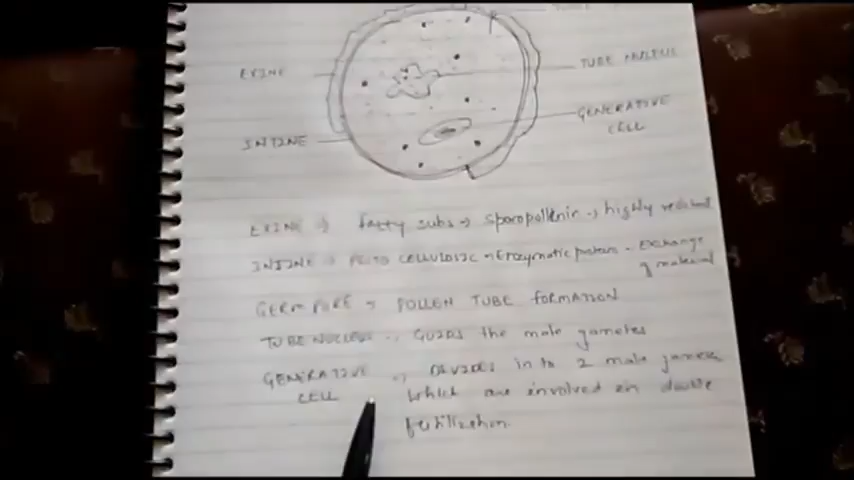 EXINE
TUBE NUCLEUS
GENERATIVE
CELL
INTINE
EXINE → fatty subs → sporopollenin → highly resistant
INTINE → PECTO CELLULOSIC → Enzymatic proteins - Exchange
of material
GERM PORE → POLLEN TUBE FORMATION
TUBE NUCLEUS → GUIDS the male gametes
GENERATIVE → DIVIDES in to 2 male gametes
CELL which are involved in double
fertilization.